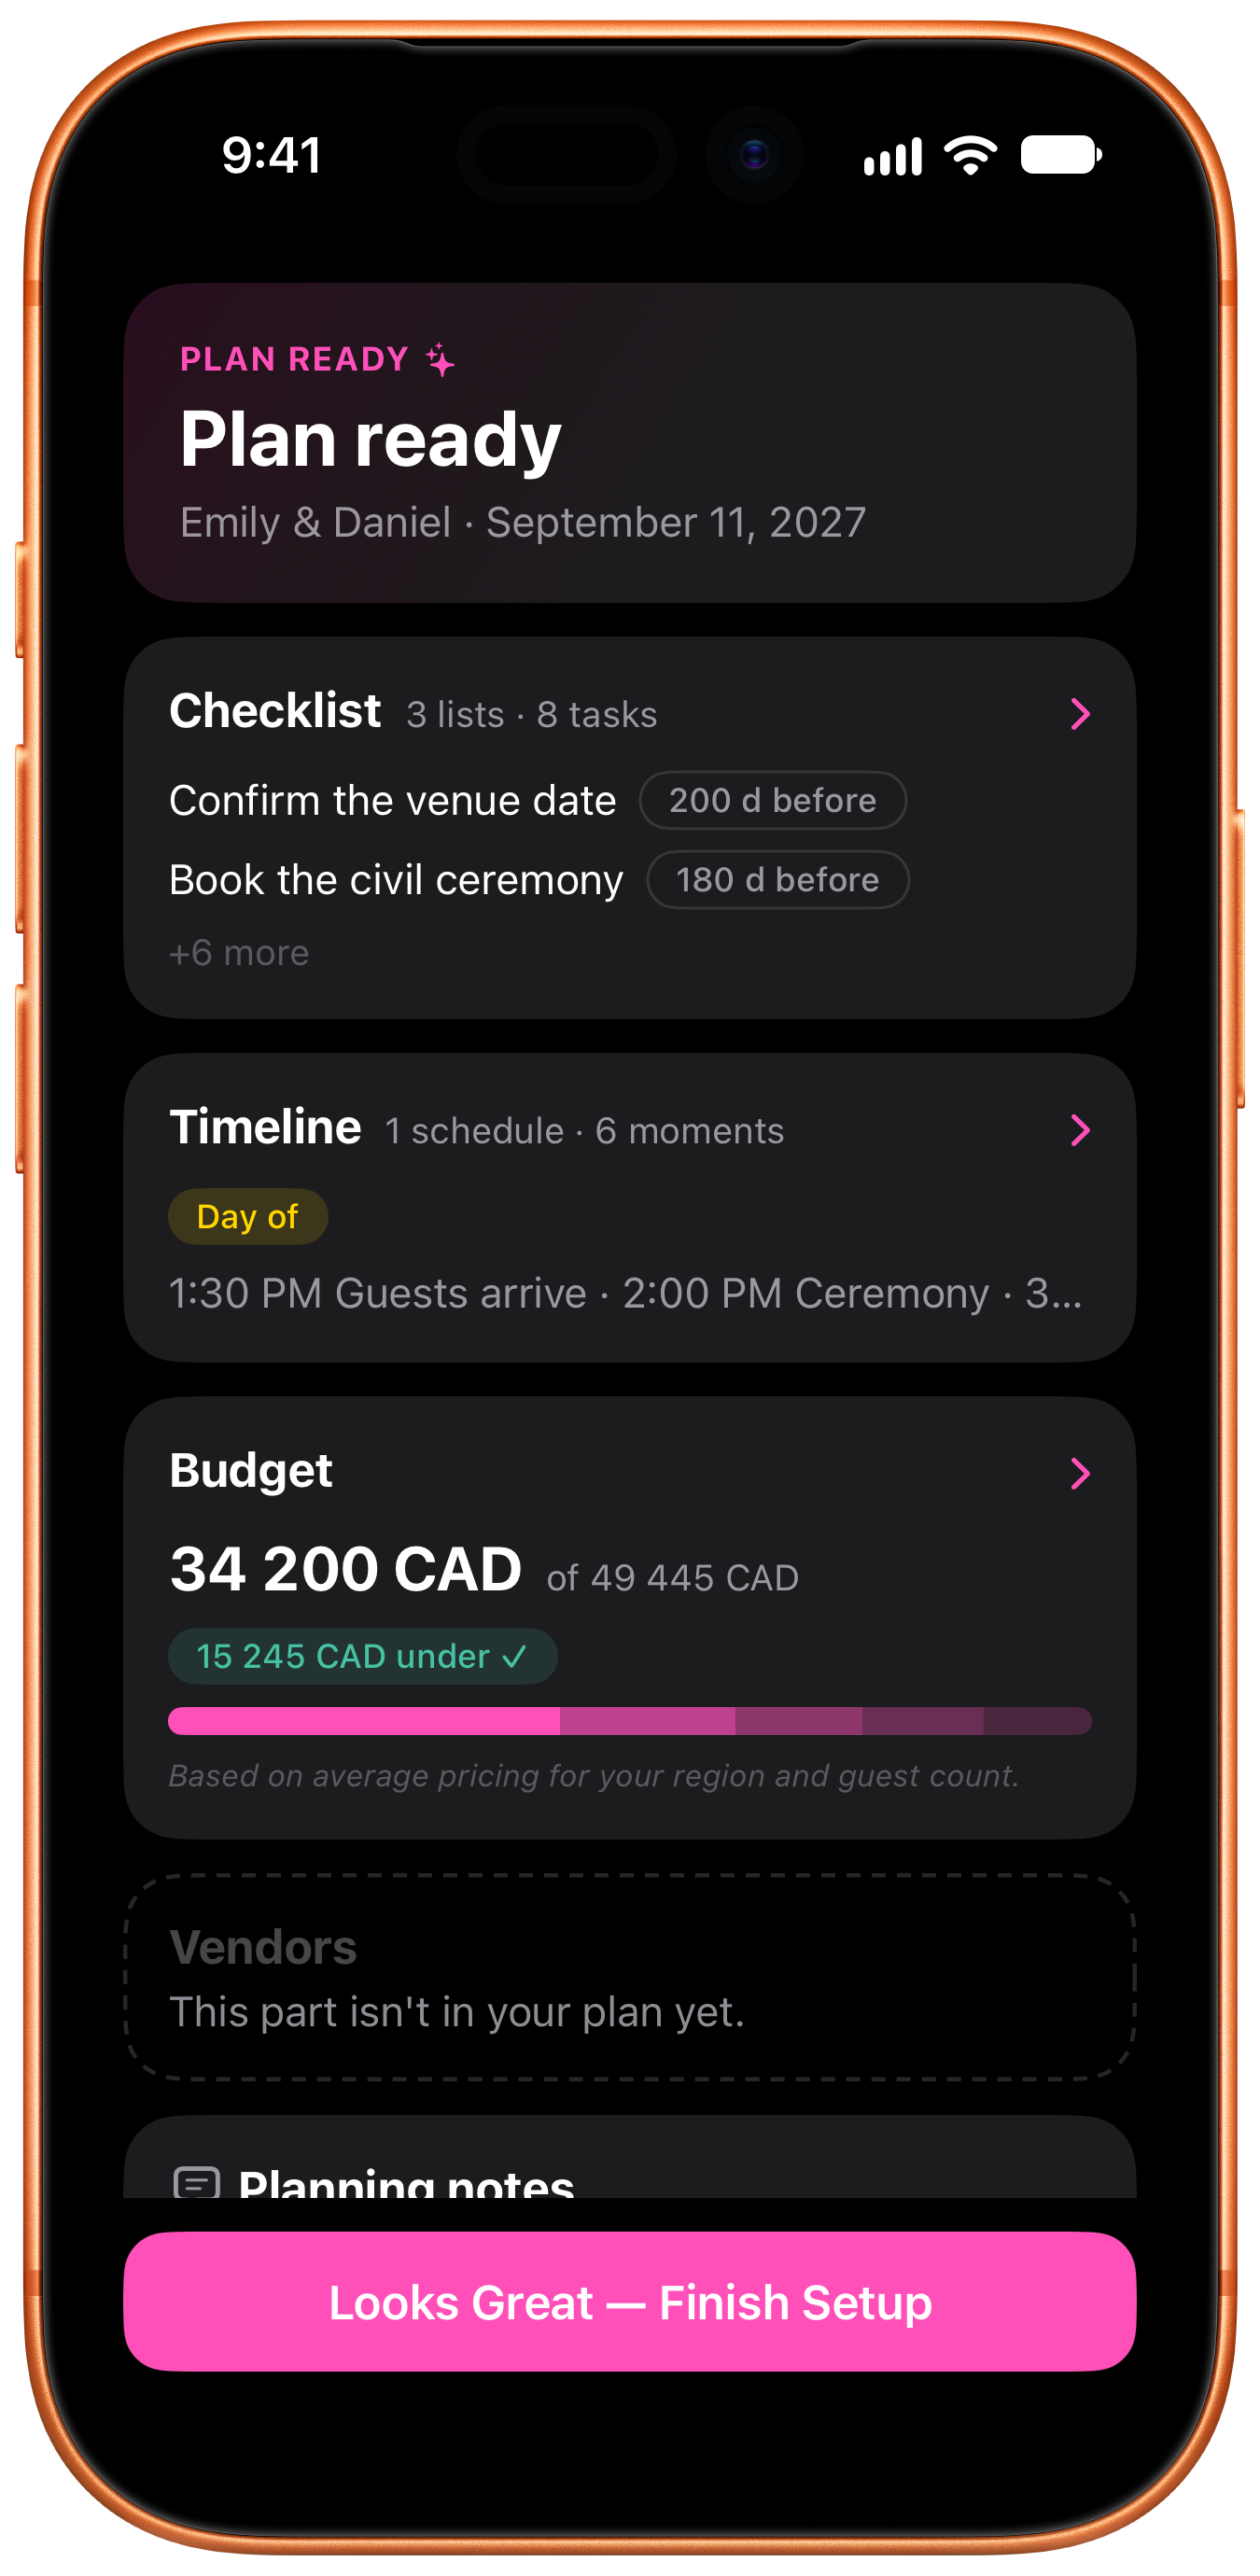 9:41
PLAN READY
Plan ready
Emily & Daniel · September 11, 2027
Checklist 3 lists · 8 tasks
Confirm the venue date 200 d before
Book the civil ceremony 180 d before
+6 more
Timeline 1 schedule · 6 moments
Day of
1:30 PM Guests arrive · 2:00 PM Ceremony · 3...
Budget
34 200 CAD of 49 445 CAD
15 245 CAD under ✓
Based on average pricing for your region and guest count.
Vendors
This part isn't in your plan yet.
Planning notes
Looks Great — Finish Setup